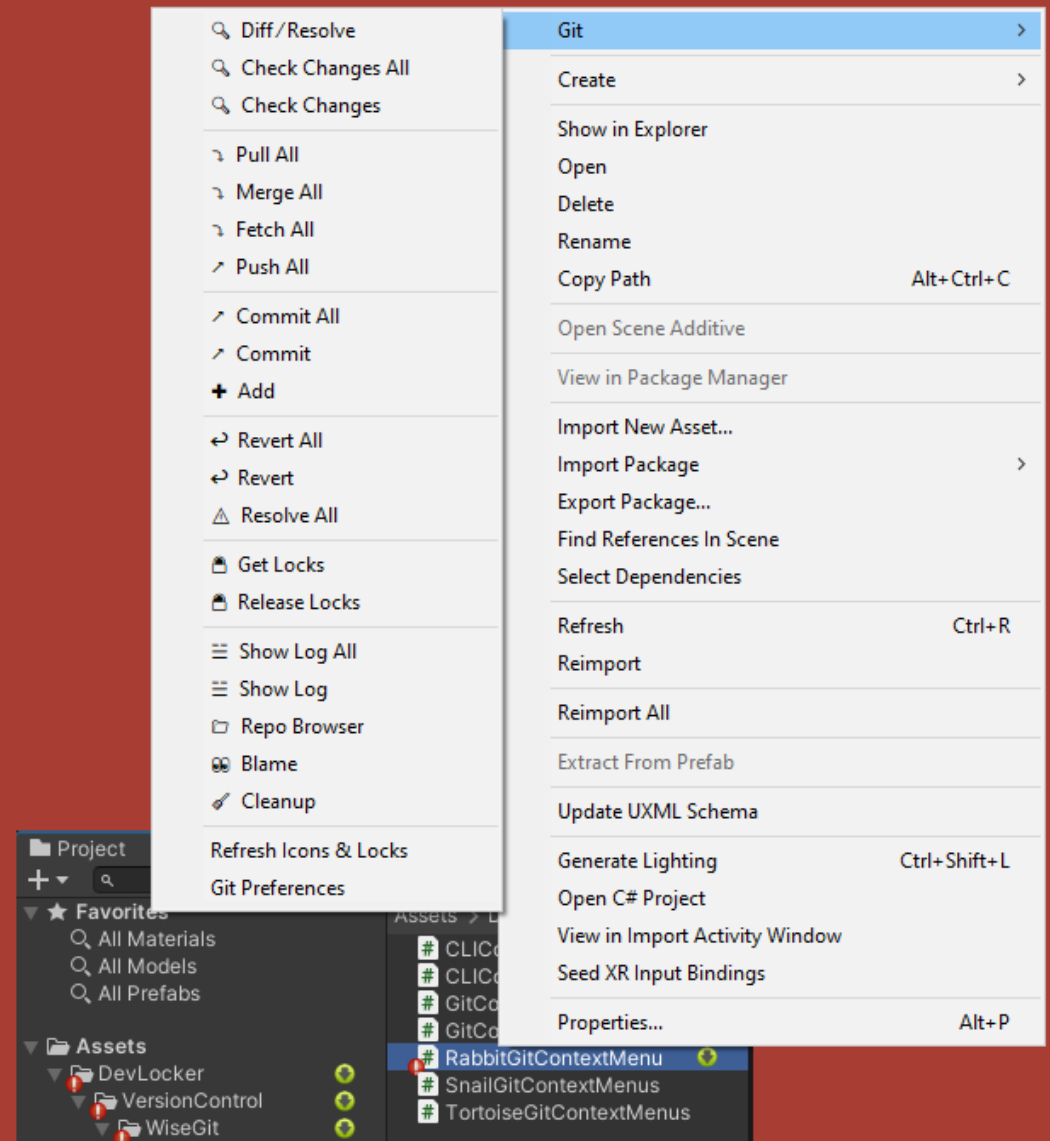 Diff/Resolve
Check Changes All
Check Changes
Pull All
Merge All
Fetch All
Push All
Commit All
Commit
Add
Revert All
Revert
Resolve All
Get Locks
Release Locks
Show Log All
Show Log
Repo Browser
Blame
Cleanup
Refresh Icons & Locks
Git Preferences
Git
Create
Show in Explorer
Open
Delete
Rename
Copy Path Alt+Ctrl+C
Open Scene Additive
View in Package Manager
Import New Asset...
Import Package
Export Package...
Find References In Scene
Select Dependencies
Refresh Ctrl+R
Reimport
Reimport All
Extract From Prefab
Update UXML Schema
Generate Lighting Ctrl+Shift+L
Open C# Project
View in Import Activity Window
Seed XR Input Bindings
Properties... Alt+P
Project
Favorites
All Materials
All Models
All Prefabs
Assets
DevLocker
VersionControl
WiseGit
Assets >
RabbitGitContextMenu
SnailGitContextMenus
TortoiseGitContextMenus